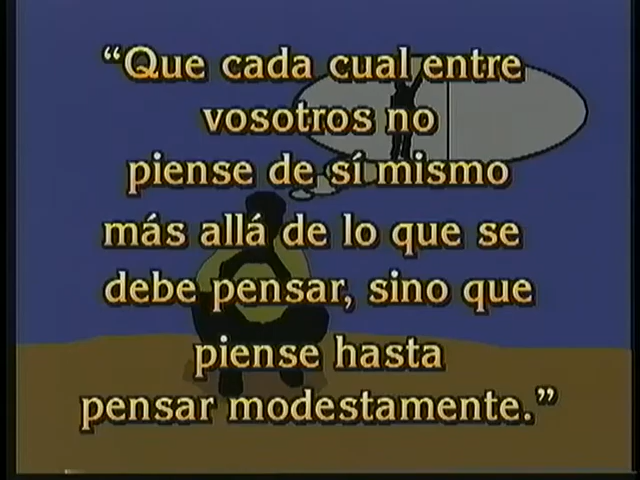 “Que cada cual entre
vosotros no
piense de sí mismo
más allá de lo que se
debe pensar, sino que
piense hasta
pensar modestamente.”